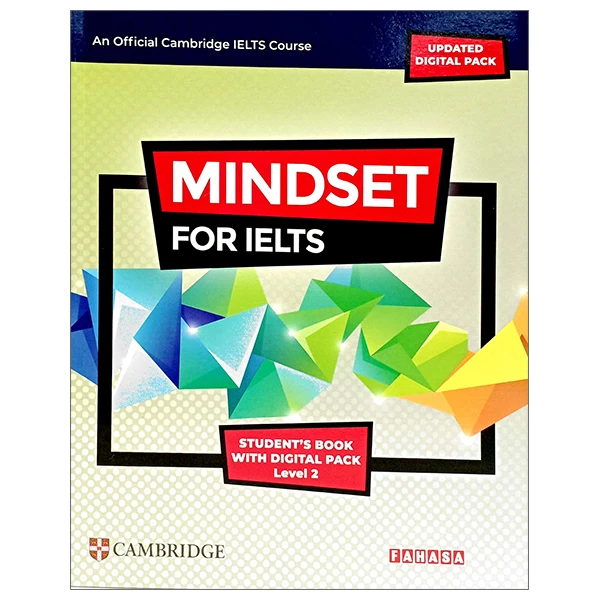 An Official Cambridge IELTS Course
UPDATED
DIGITAL PACK
MINDSET
FOR IELTS
STUDENT'S BOOK
WITH DIGITAL PACK
Level 2
CAMBRIDGE
FAHASA